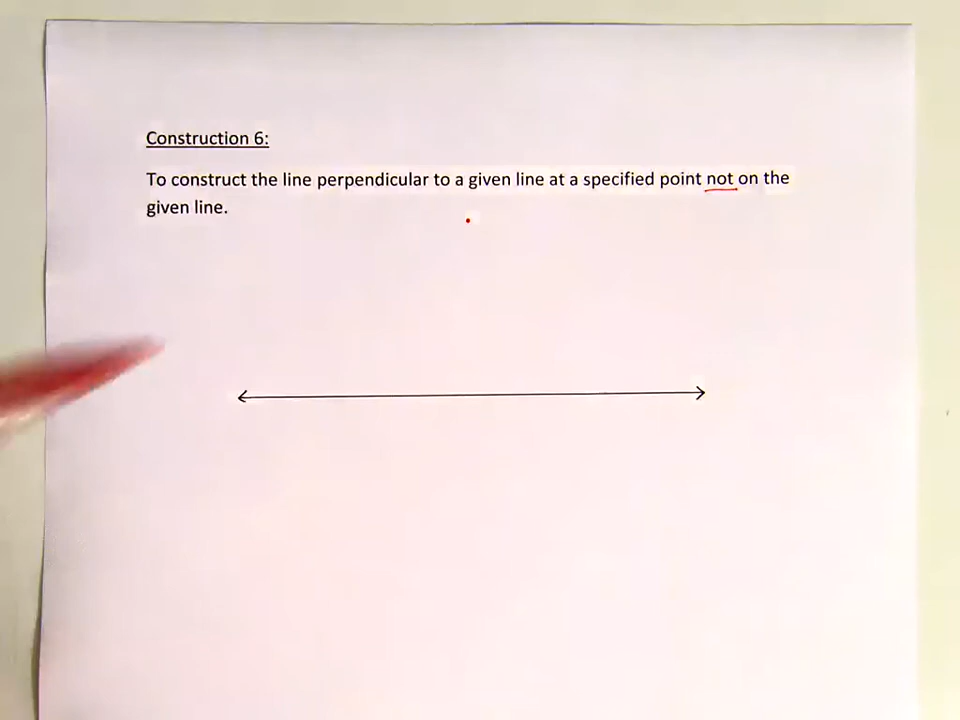 Construction 6:
To construct the line perpendicular to a given line at a specified point not on the
given line.